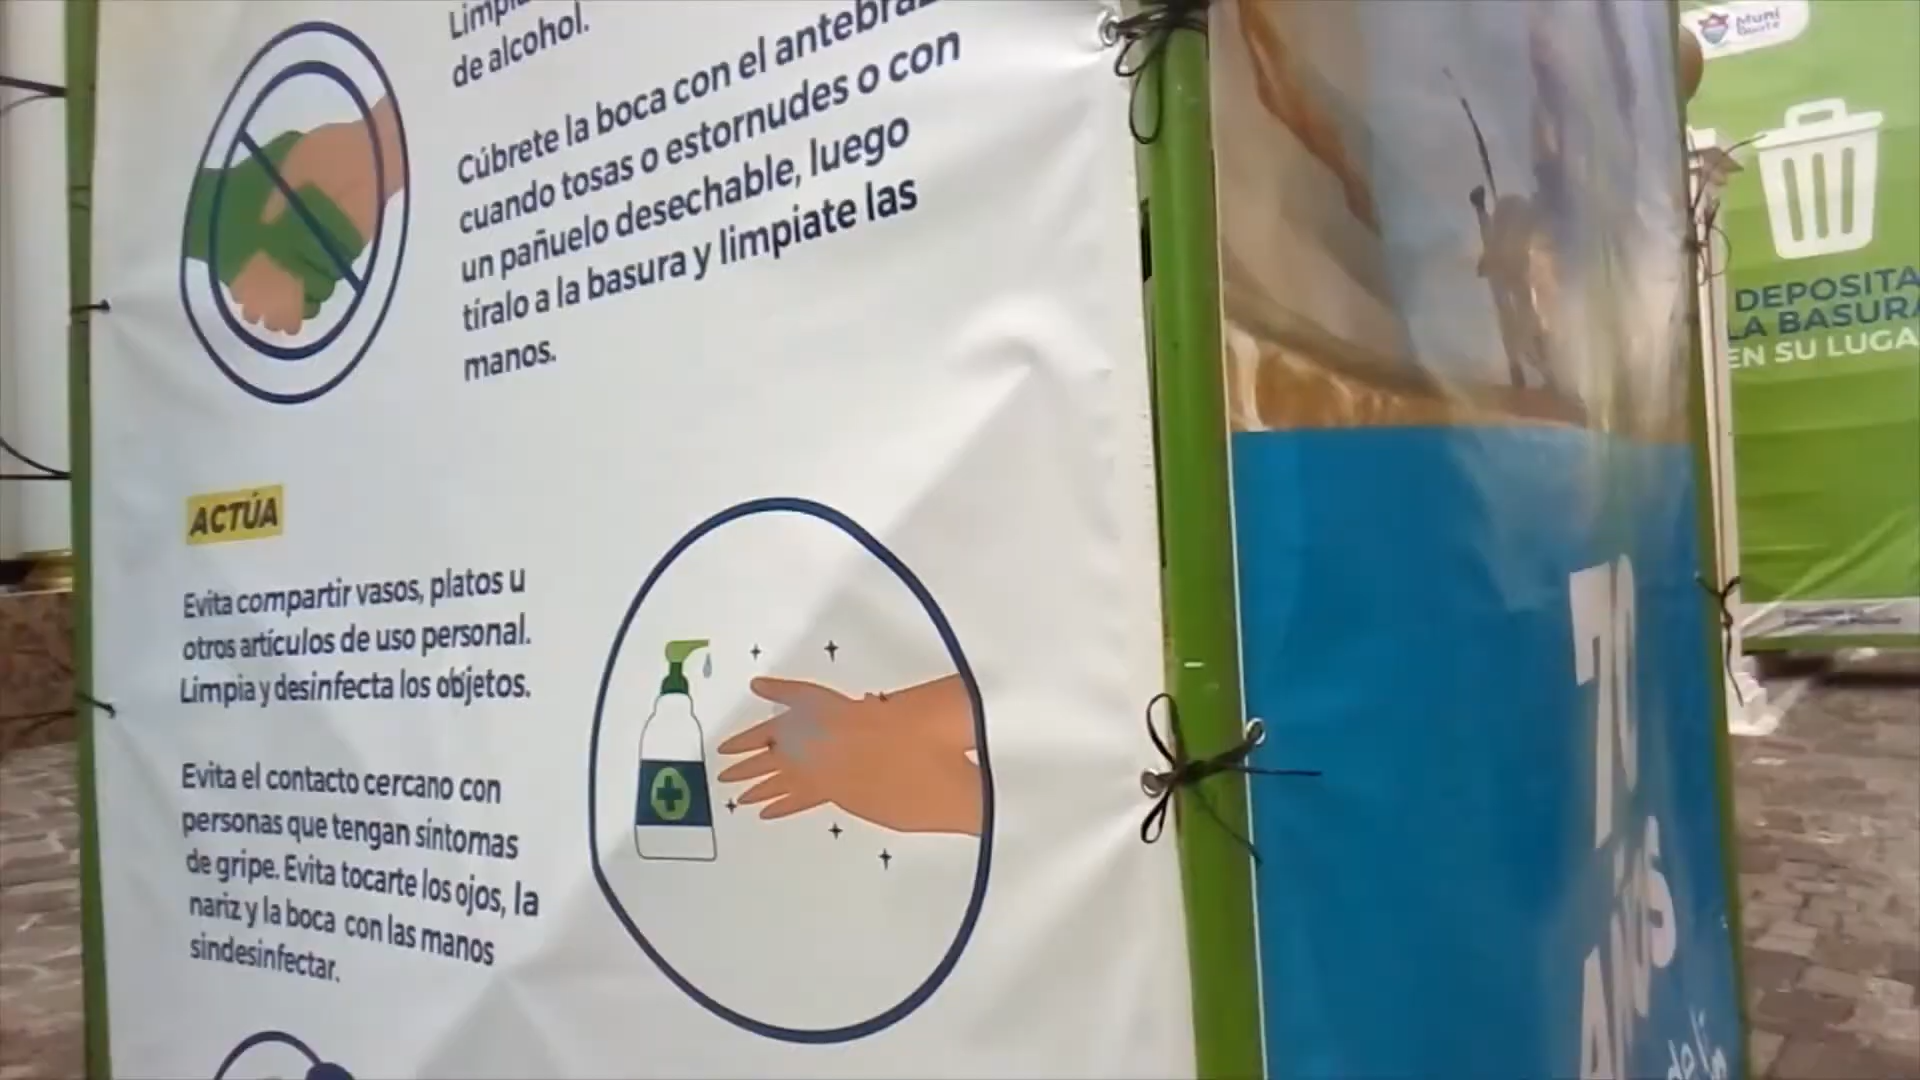 de alcohol.
Cúbrete la boca con el
cuando tosas o estornudes o con
un pañuelo desechable, luego
tíralo a la basura y limpiate las
manos.
ACTÚA
Evita compartir vasos, platos u
otros artículos de uso personal.
Limpia y desinfecta los objetos.
Evita el contacto cercano con
personas que tengan síntomas
de gripe. Evita tocarte los ojos, la
nariz y la boca con las manos
sindesinfectar.
70
Años
Muni
DEPOSITA
LA BASURA
EN SU